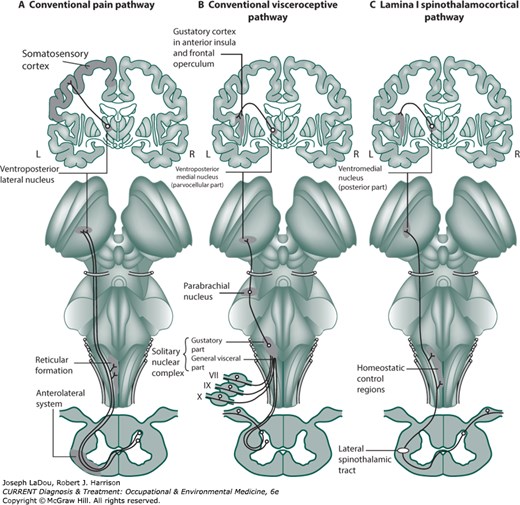 A Conventional pain pathway
Somatosensory
cortex
L
R
Ventroposterior
lateral nucleus
Reticular
formation
Anterolateral
system
B Conventional visceroceptive
pathway
Gustatory cortex
in anterior insula
and frontal
operculum
L
R
Ventroposterior
medial nucleus
(parvocellular part)
Parabrachial
nucleus
Solitary
nuclear
complex
Gustatory
part
General visceral
part
VII
IX
X
C Lamina I spinothalamocortical
pathway
L
R
Ventromedial
nucleus
(posterior part)
Homeostatic
control
regions
Lateral
spinothalamic
tract
Joseph LaDou, Robert J. Harrison
CURRENT Diagnosis & Treatment: Occupational & Environmental Medicine, 6e
Copyright © McGraw Hill. All rights reserved.